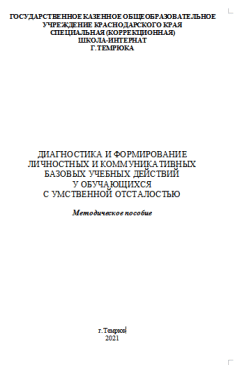 ГОСУДАРСТВЕННОЕ КАЗЕННОЕ ОБЩЕОБРАЗОВАТЕЛЬНОЕ
УЧРЕЖДЕНИЕ КРАСНОДАРСКОГО КРАЯ
СПЕЦИАЛЬНАЯ (КОРРЕКЦИОННАЯ)
ШКОЛА-ИНТЕРНАТ
Г.ТЕМРЮКА
ДИАГНОСТИКА И ФОРМИРОВАНИЕ
ЛИЧНОСТНЫХ И КОММУНИКАТИВНЫХ
БАЗОВЫХ УЧЕБНЫХ ДЕЙСТВИЙ
У ОБУЧАЮЩИХСЯ
С УМСТВЕННОЙ ОТСТАЛОСТЬЮ
Методическое пособие
г.Темрюк
2021